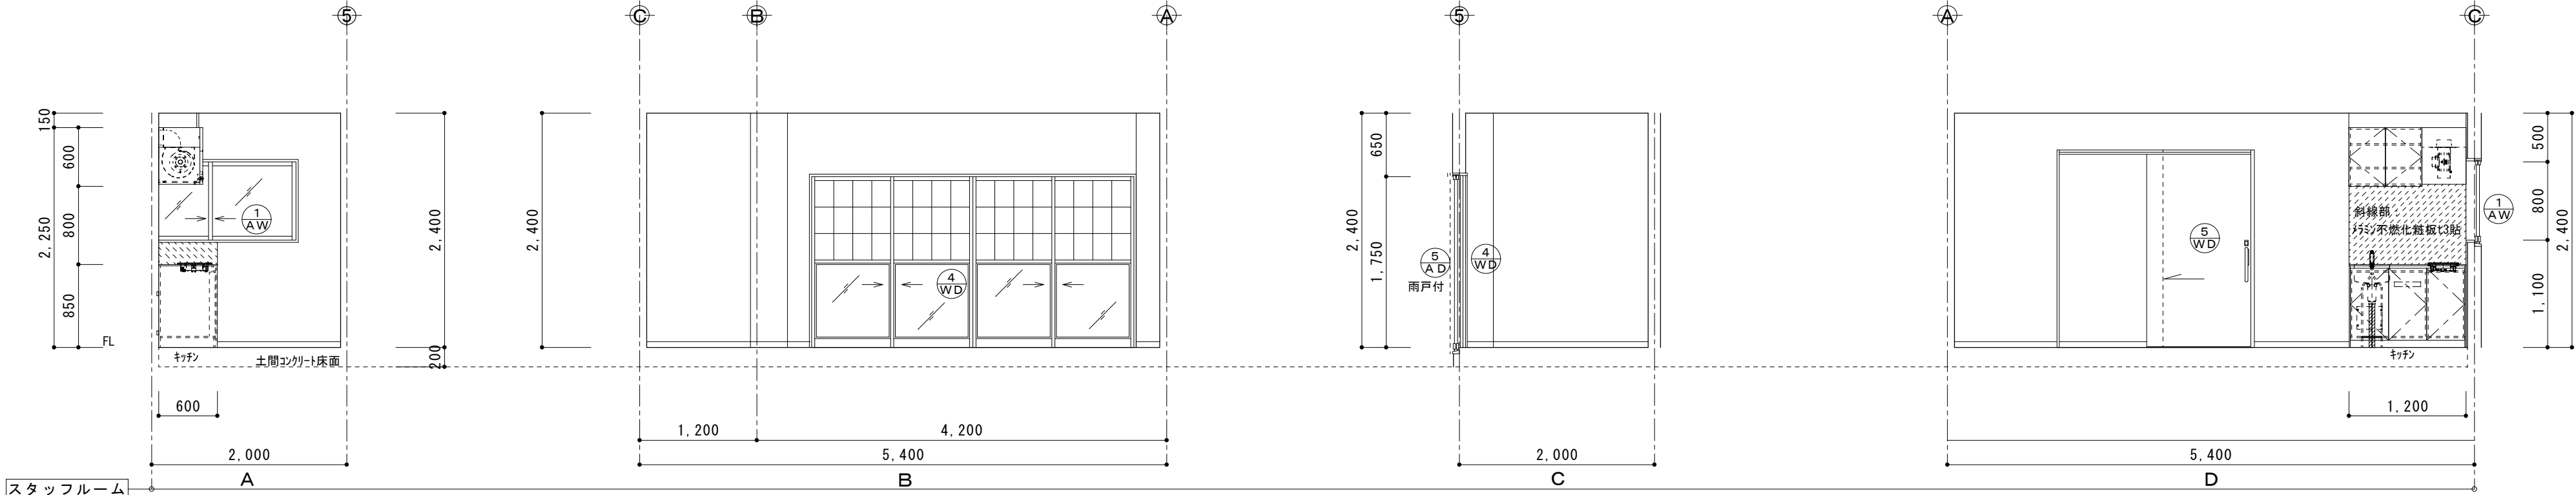 5
C
B
A
5
A
C
150
600
800
850
2,250
2,400
200
2,400
650
1,750
2,400
500
800
1,100
2,400
1
AW
4
WD
5
AD
雨戸付
4
WD
5
WD
斜線部
メラミン不燃化粧板t3貼
1
AW
FL
キッチン
土間コンクリート床面
キッチン
600
1,200
1,200
4,200
2,000
5,400
2,000
5,400
A
B
C
D
スタッフルーム